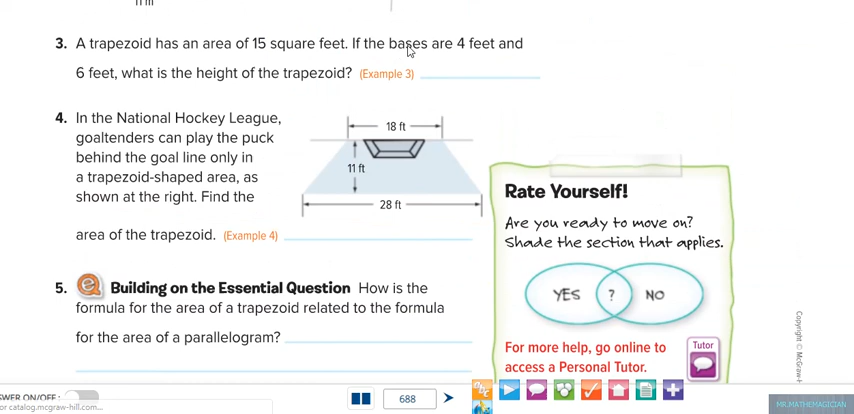 3. A trapezoid has an area of 15 square feet. If the bases are 4 feet and
6 feet, what is the height of the trapezoid? (Example 3)
4. In the National Hockey League,
goaltenders can play the puck
behind the goal line only in
a trapezoid-shaped area, as
shown at the right. Find the
area of the trapezoid. (Example 4)
18 ft
11 ft
28 ft
5. Building on the Essential Question How is the
formula for the area of a trapezoid related to the formula
for the area of a parallelogram?
Rate Yourself!
Are you ready to move on?
Shade the section that applies.
YES ? NO
For more help, go online to
access a Personal Tutor.
Tutor
688
MR.MATHEMAGICIAN